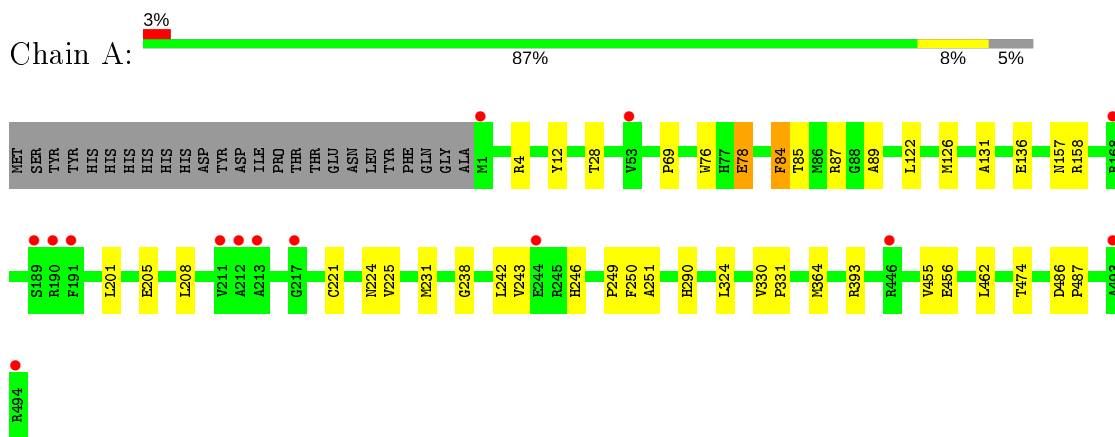 3%
Chain A:
87%
8%
5%
MET SER TYR TYR HIS HIS HIS HIS HIS HIS ASP TYR ASP ILE PRO THR THR GLU ASN LEU TYR PHE GLN GLY ALA M1 R4 Y12 T28 V53 P69 W76 H77 E78 F84 T85 M86 R87 G88 A89 L122 M126 A131 E136 N157 R158 R168
S189 R190 F191 L201 E205 L208 V211 A212 A213 G217 C221 N224 V225 M231 G238 L242 V243 E244 R245 H246 P249 F250 A251 H290 L324 V330 P331 M364 R393 R446 V455 E456 L462 T474 D486 P487 A493
R494